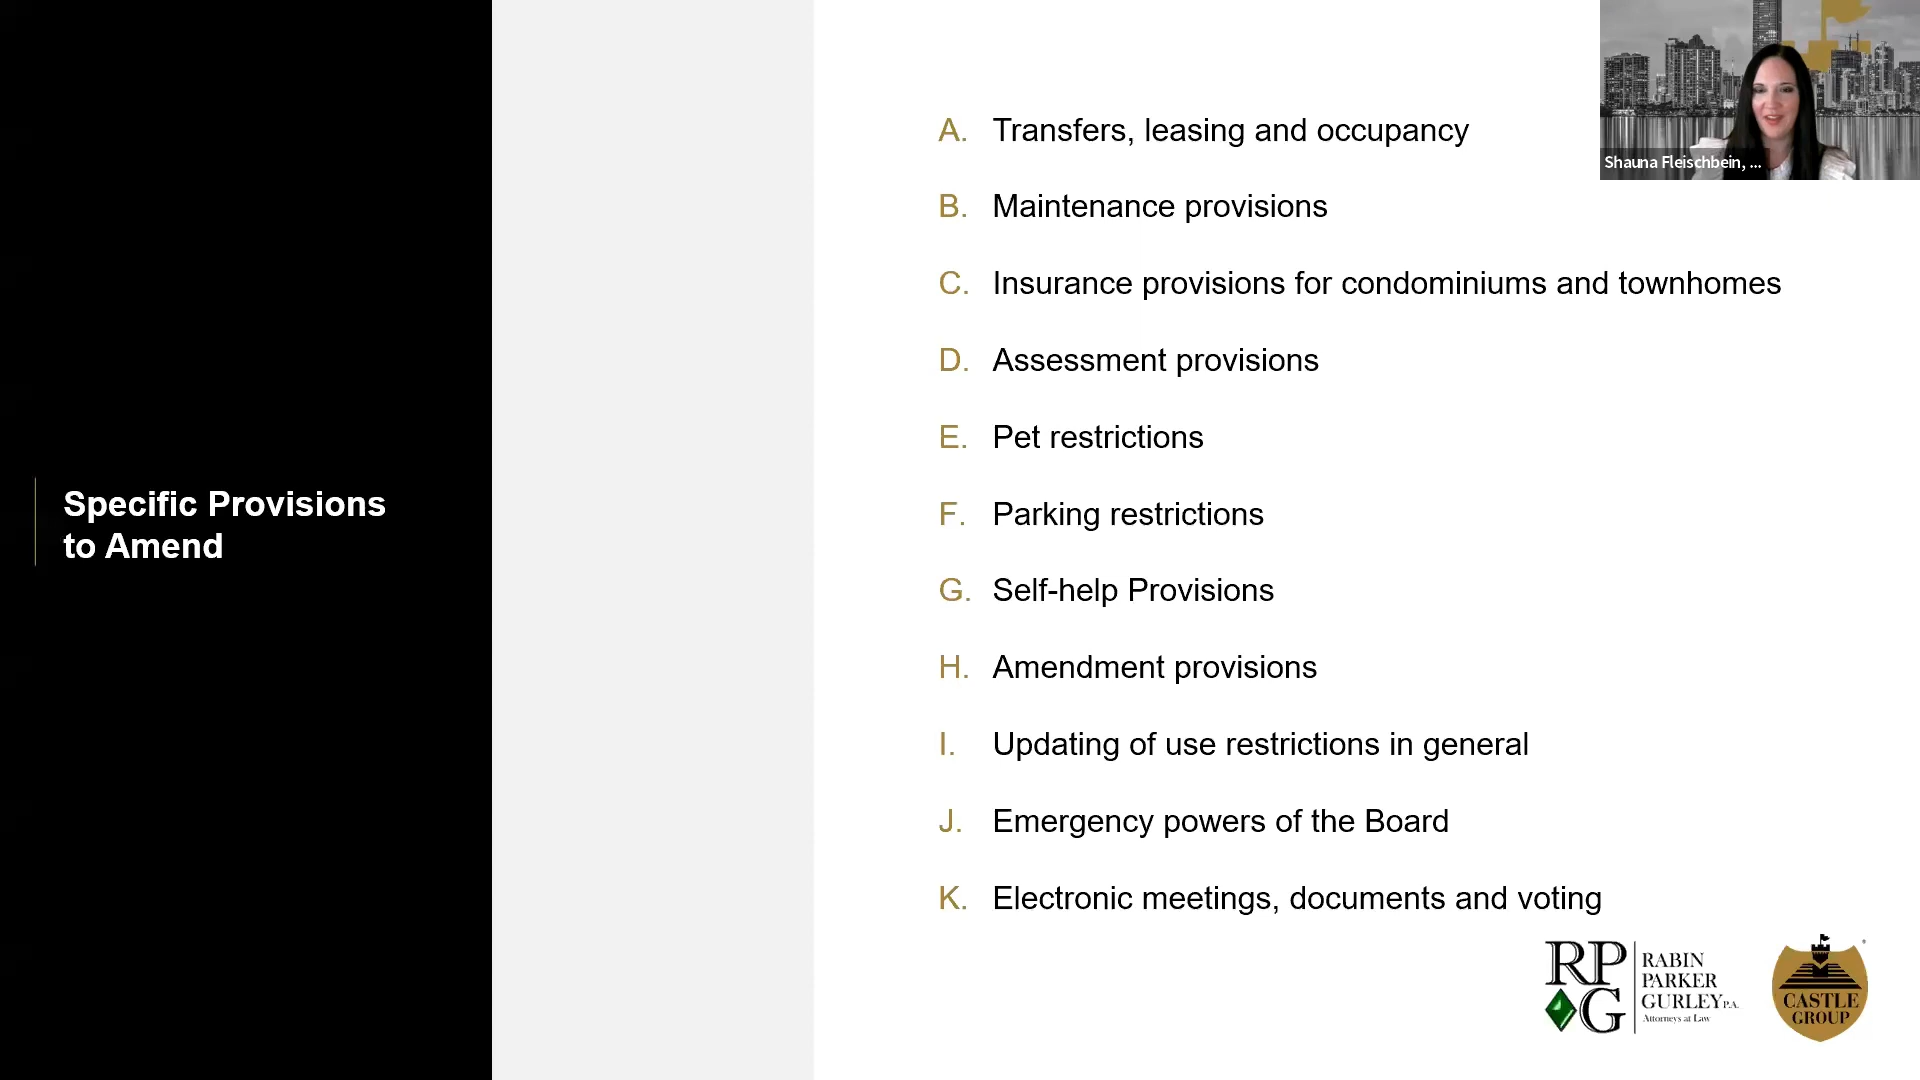 Specific Provisions
to Amend
A. Transfers, leasing and occupancy
B. Maintenance provisions
C. Insurance provisions for condominiums and townhomes
D. Assessment provisions
E. Pet restrictions
F. Parking restrictions
G. Self-help Provisions
H. Amendment provisions
I. Updating of use restrictions in general
J. Emergency powers of the Board
K. Electronic meetings, documents and voting
Shauna Fleischbein, ...
RP
G
RABIN
PARKER
GURLEY P.A.
Attorneys at Law
CASTLE
GROUP
®